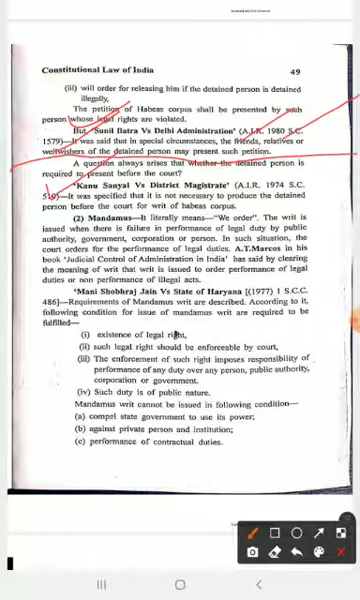 Constitutional Law of India 49
(iii) will order for releasing him if the detained person is detained
illegally,
The petition of Habeas corpus shall be presented by such
person whose legal rights are violated.
But 'Sunil Batra Vs Delhi Administration' (A.I.R. 1980 S.C.
1579)—It was said that in special circumstances, the friends, relatives or
wellwishers of the detained person may present such petition.
A question always arises that whether the detained person is
required to present before the court?
'Kanu Sanyal Vs District Magistrate' (A.I.R. 1974 S.C.
510)—It was specified that it is not necessary to produce the detained
person before the court for writ of habeas corpus.
(2) Mandamus—It literally means—"We order". The writ is
issued when there is failure in performance of legal duty by public
authority, government, corporation or person. In such situation, the
court orders for the performance of legal duties. A.T.Marcos in his
book 'Judicial Control of Administration in India' has said by clearing
the meaning of writ that writ is issued to order performance of legal
duties or non performance of illegal acts.
'Mani Shobhraj Jain Vs State of Haryana [(1977) 1 S.C.C.
486]—Requirements of Mandamus writ are described. According to it,
following condition for issue of mandamus writ are required to be
fulfilled—
(i) existence of legal right,
(ii) such legal right should be enforceable by court,
(iii) The enforcement of such right imposes responsibility of
performance of any duty over any person, public authority,
corporation or government.
(iv) Such duty is of public nature.
Mandamus writ cannot be issued in following condition—
(a) compel state government to use its power;
(b) against private person and institution;
(c) performance of contractual duties.